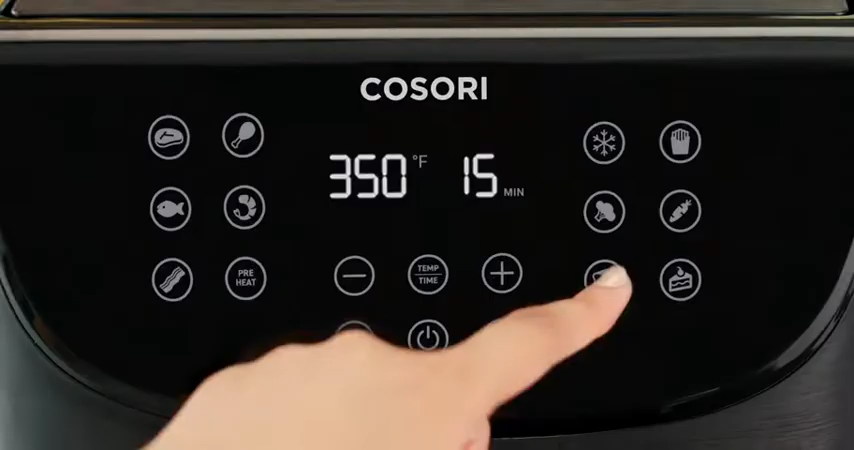 COSORI
350 °F 15 MIN
PRE
HEAT
TEMP
TIME